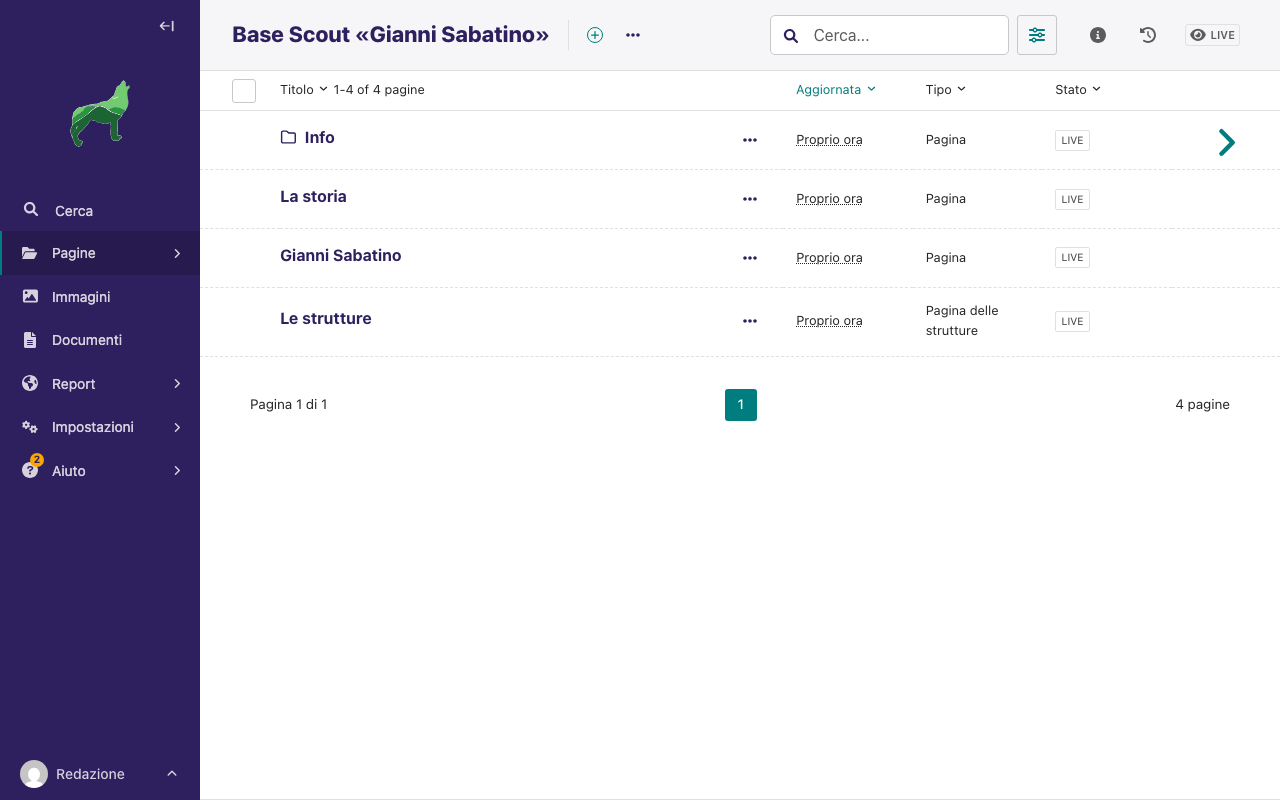 Base Scout «Gianni Sabatino»
Cerca...
LIVE
Titolo 1-4 of 4 pagine Aggiornata Tipo Stato
Info Proprio ora Pagina LIVE
La storia Proprio ora Pagina LIVE
Gianni Sabatino Proprio ora Pagina LIVE
Le strutture Proprio ora Pagina delle strutture LIVE
Pagina 1 di 1 1 4 pagine
Cerca
Pagine
Immagini
Documenti
Report
Impostazioni
2
Aiuto
Redazione